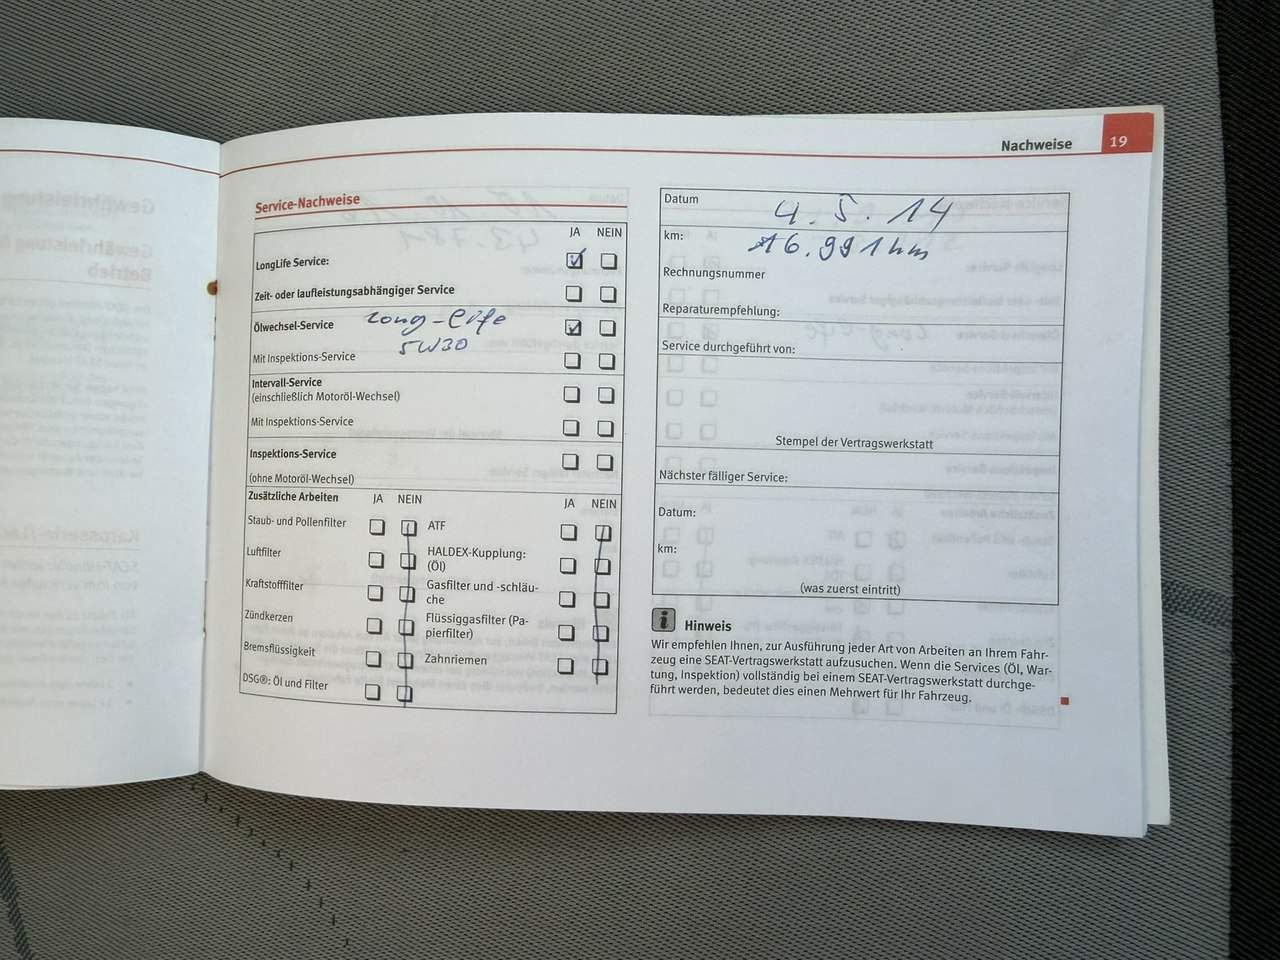 Nachweise 19
Service-Nachweise
JA NEIN
LongLife Service:
Zeit- oder laufleistungsabhängiger Service
Ölwechsel-Service Long-Life
5W30
Mit Inspektions-Service
Intervall-Service
(einschließlich Motoröl-Wechsel)
Mit Inspektions-Service
Inspektions-Service
(ohne Motoröl-Wechsel)
Zusätzliche Arbeiten JA NEIN JA NEIN
Staub- und Pollenfilter
Luftfilter
Kraftstofffilter
Zündkerzen
Bremsflüssigkeit
DSG®: Öl und Filter
ATF
HALDEX-Kupplung:
(Öl)
Gasfilter und -schläu-
che
Flüssiggasfilter (Pa-
pierfilter)
Zahnriemen
Datum 4.5.14
km: 16.991 km
Rechnungsnummer
Reparaturempfehlung:
Service durchgeführt von:
Stempel der Vertragswerkstatt
Nächster fälliger Service:
Datum:
km:
(was zuerst eintritt)
i Hinweis
Wir empfehlen Ihnen, zur Ausführung jeder Art von Arbeiten an Ihrem Fahr-
zeug eine SEAT-Vertragswerkstatt aufzusuchen. Wenn die Services (Öl, War-
tung, Inspektion) vollständig bei einem SEAT-Vertragswerkstatt durchge-
führt werden, bedeutet dies einen Mehrwert für Ihr Fahrzeug.